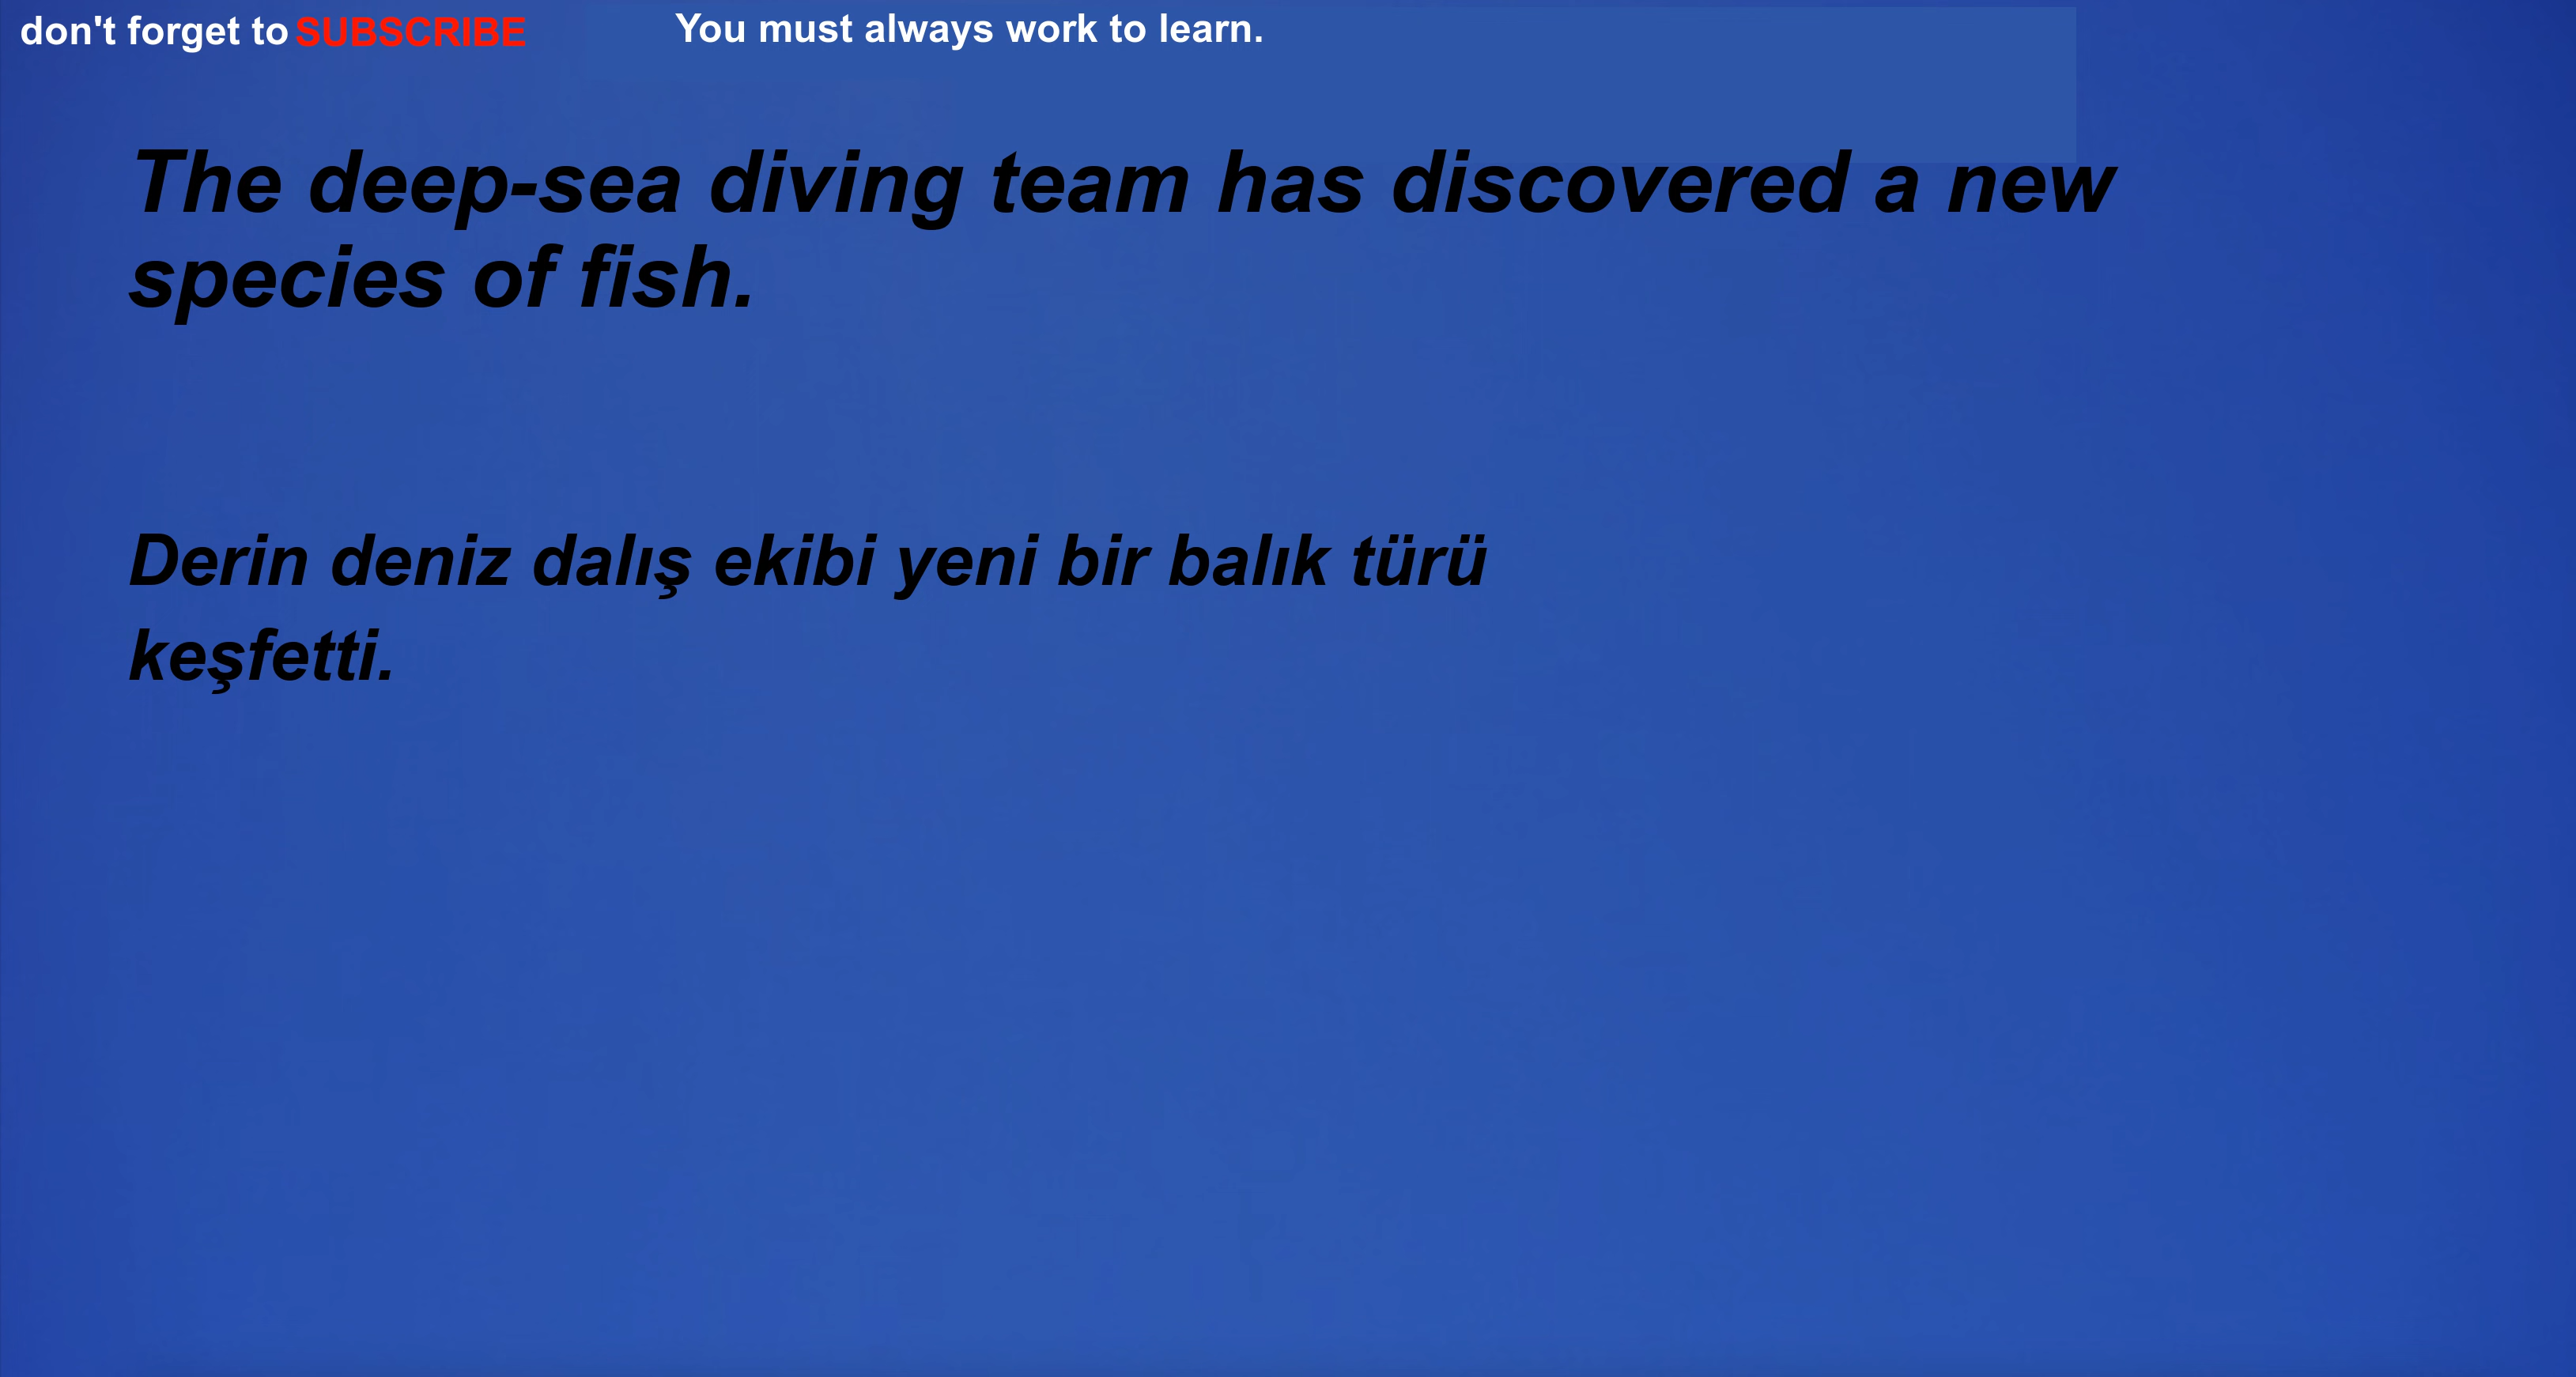 don't forget to SUBSCRIBE You must always work to learn.
The deep-sea diving team has discovered a new
species of fish.
Derin deniz dalış ekibi yeni bir balık türü
keşfetti.